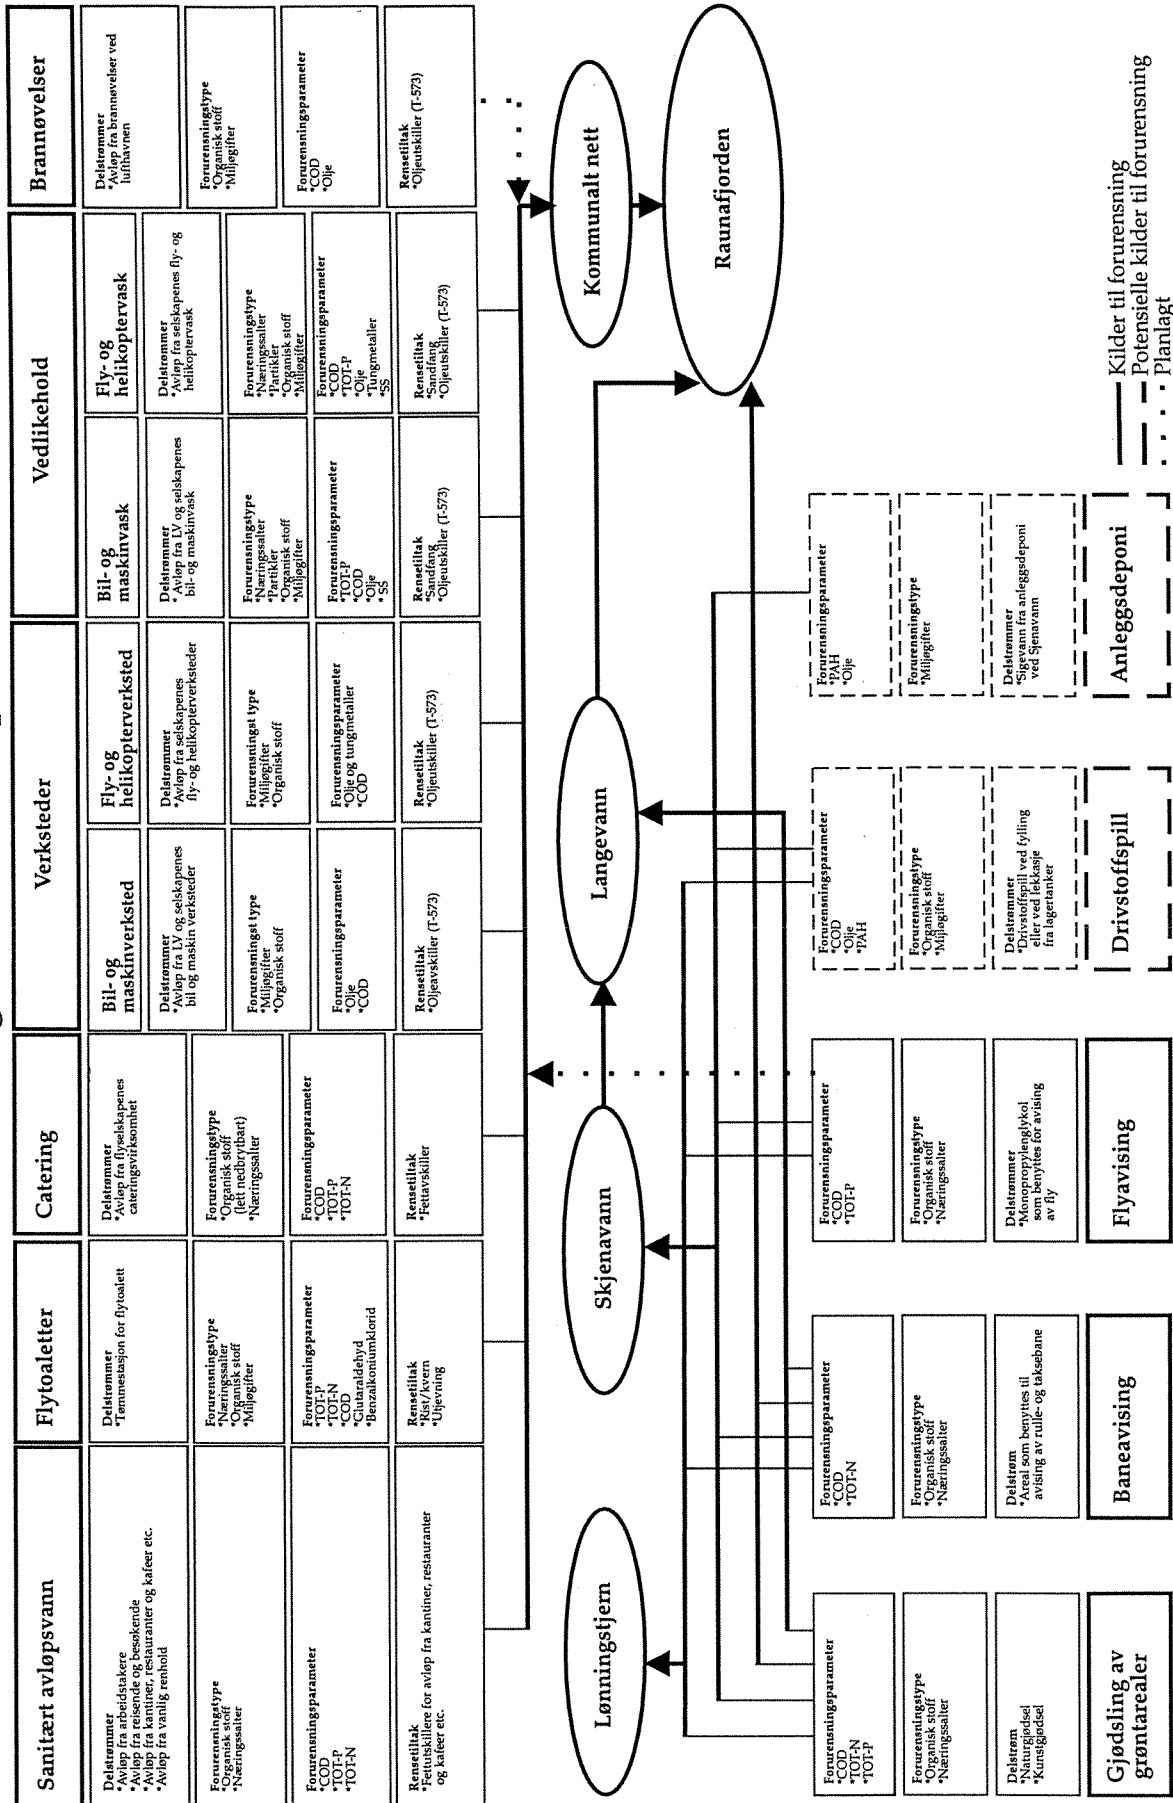 Sanitært avløpsvann
Delstrømmer
*Avløp fra arbeidstakere
*Avløp fra reisende og besøkende
*Avløp fra kantiner, restauranter og kafeer etc.
*Avløp fra vanlig renhold
Forurensningstype
*Organisk stoff
*Næringssalter
Forurensningsparameter
*COD
*TOT-P
*TOT-N
Rensetiltak
*Fettutskillere for avløp fra kantiner, restauranter
og kafeer etc.
Flytoaletter
Delstrømmer
*Tømmestasjon for flytoalett
Forurensningstype
*Næringssalter
*Organisk stoff
*Miljøgifter
Forurensningsparameter
*TOT-P
*TOT-N
*COD
*Glutaraldehyd
*Benzalkoniumklorid
Rensetiltak
*Rist/kvern
*Utjevning
Catering
Delstrømmer
*Avløp fra flyselskapenes
cateringsvirksomhet
Forurensningstype
*Organisk stoff
(lett nedbrytbart)
*Næringssalter
Forurensningsparameter
*COD
*TOT-P
*TOT-N
Rensetiltak
*Fettavskiller
Verksteder
Bil- og
maskinverksted
Delstrømmer
*Avløp fra LV og selskapenes
bil og maskin verksteder
Forurensningst type
*Miljøgifter
*Organisk stoff
Forurensningsparameter
*Olje
*COD
Rensetiltak
*Oljeavskiller (T-573)
Fly- og
helikopterverksted
Delstrømmer
*Avløp fra selskapenes
fly- og helikopterverksteder
Forurensningst type
*Miljøgifter
*Organisk stoff
Forurensningsparameter
*Olje og tungmetaller
*COD
Rensetiltak
*Oljeutskiller (T-573)
Vedlikehold
Bil- og
maskinvask
Delstrømmer
* Avløp fra LV og selskapenes
bil- og maskinvask
Forurensningstype
*Næringssalter
*Partikler
*Organisk stoff
*Miljøgifter
Forurensningsparameter
*TOT-P
*COD
*Olje
*SS
Rensetiltak
*Sandfang
*Oljeutskiller (T-573)
Fly- og
helikoptervask
Delstrømmer
*Avløp fra selskapenes fly- og
helikoptervask
Forurensningstype
*Næringssalter
*Partikler
*Organisk stoff
*Miljøgifter
Forurensningsparameter
*COD
*TOT-P
*Olje
*Tungmetaller
*SS
Rensetiltak
*Sandfang
*Oljeutskiller (T-573)
Brannøvelser
Delstrømmer
*Avløp fra brannøvelser ved
lufthavnen
Forurensningstype
*Organisk stoff
*Miljøgifter
Forurensningsparameter
*COD
*Olje
Rensetiltak
*Oljeutskiller (T-573)
Lønningstjern
Skjenavann
Langevann
Kommunalt nett
Raunafjorden
Forurensningsparameter
*COD
*TOT-N
*TOT-P
Forurensningstype
*Organisk stoff
*Næringssalter
Delstrøm
*Naturgjødsel
*Kunstgjødsel
Gjødsling av
grøntarealer
Forurensningsparameter
*COD
*TOT-N
Forurensningstype
*Organisk stoff
*Næringssalter
Delstrøm
*Areal som benyttes til
avising av rulle- og taksebane
Baneavising
Forurensningsparameter
*COD
*TOT-P
Forurensningstype
*Organisk stoff
*Næringssalter
Delstrømmer
*Monopropylenglykol
som benyttes for avising
av fly
Flyavising
Forurensningsparameter
*COD
*Olje
*PAH
Forurensningstype
*Organisk stoff
*Mijløgifter
Delstrømmer
*Drivstoffspill ved fylling
eller ved lekkasje
fra lagertanker
Drivstoffspill
Forurensningsparameter
*PAH
*Olje
Forurensningstype
*Miljøgifter
Delstrømmer
*Sigevann fra anleggsdeponi
ved Sjenavann
Anleggsdeponi
Kilder til forurensning
Potensielle kilder til forurensning
Planlagt